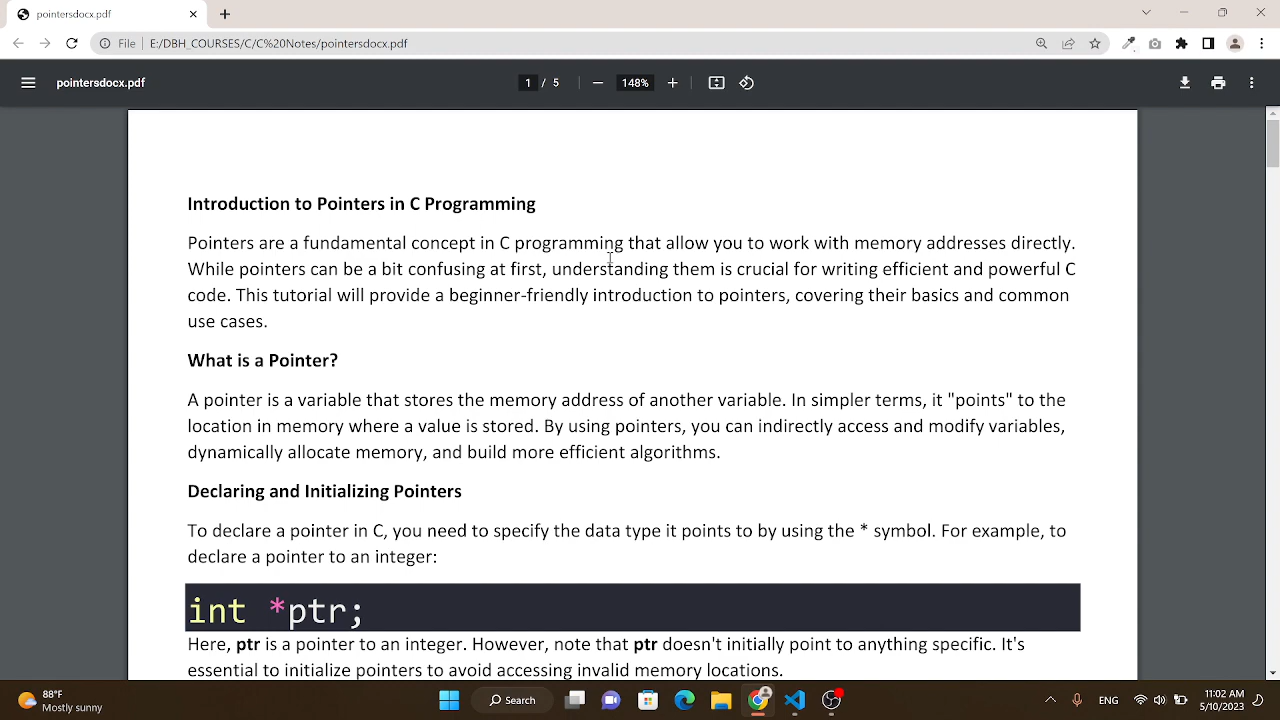 pointersdocx.pdf
File E:/DBH_COURSES/C/C%20Notes/pointersdocx.pdf
pointersdocx.pdf 1 / 5 148%
Introduction to Pointers in C Programming
Pointers are a fundamental concept in C programming that allow you to work with memory addresses directly.
While pointers can be a bit confusing at first, understanding them is crucial for writing efficient and powerful C
code. This tutorial will provide a beginner-friendly introduction to pointers, covering their basics and common
use cases.
What is a Pointer?
A pointer is a variable that stores the memory address of another variable. In simpler terms, it "points" to the
location in memory where a value is stored. By using pointers, you can indirectly access and modify variables,
dynamically allocate memory, and build more efficient algorithms.
Declaring and Initializing Pointers
To declare a pointer in C, you need to specify the data type it points to by using the * symbol. For example, to
declare a pointer to an integer:
int *ptr;
Here, ptr is a pointer to an integer. However, note that ptr doesn't initially point to anything specific. It's
essential to initialize pointers to avoid accessing invalid memory locations.
88°F
Mostly sunny
Search
ENG
11:02 AM
5/10/2023